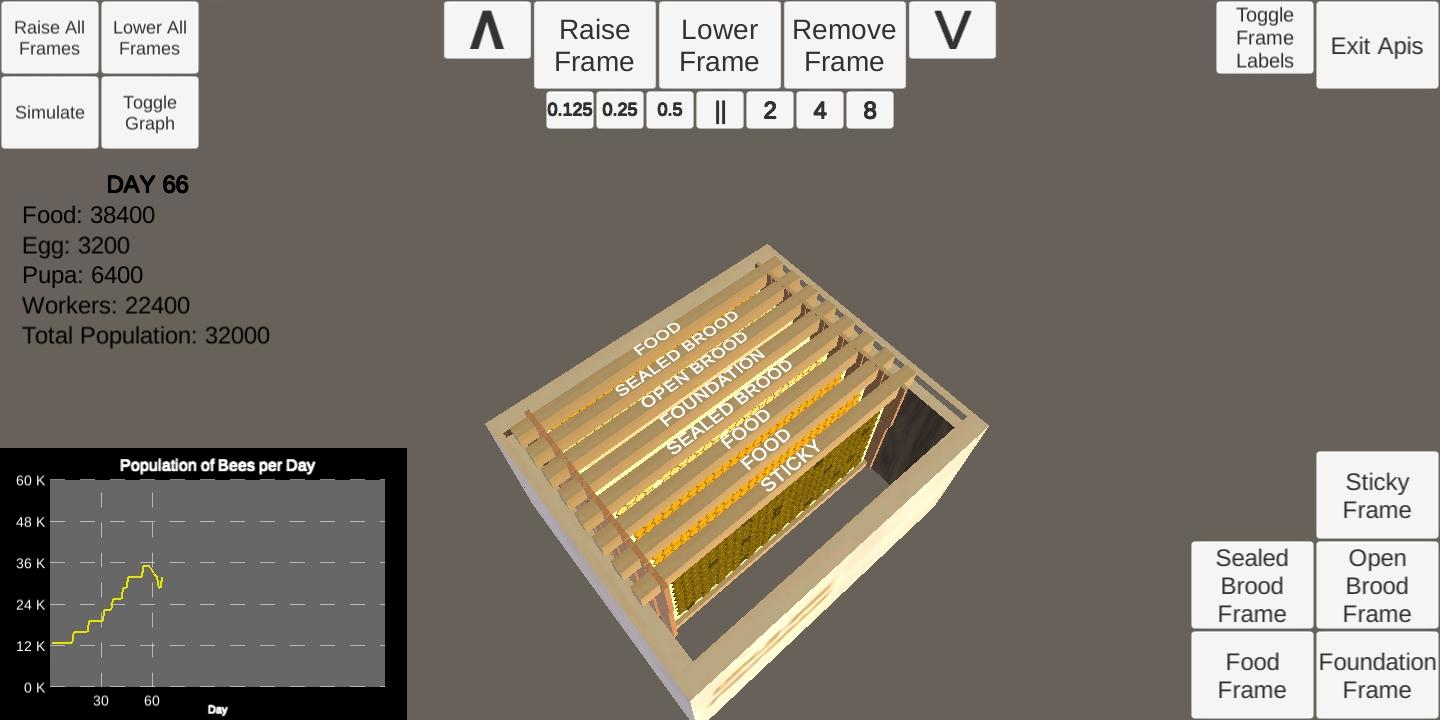 Raise All
Frames
Lower All
Frames
Simulate
Toggle
Graph
Λ
Raise
Frame
Lower
Frame
Remove
Frame
V
0.125
0.25
0.5
||
2
4
8
Toggle
Frame
Labels
Exit Apis
DAY 66
Food: 38400
Egg: 3200
Pupa: 6400
Workers: 22400
Total Population: 32000
FOOD
SEALED BROOD
OPEN BROOD
FOUNDATION
SEALED BROOD
FOOD
FOOD
STICKY
Population of Bees per Day
60 K
48 K
36 K
24 K
12 K
0 K
30
60
Day
Sticky
Frame
Sealed
Brood
Frame
Open
Brood
Frame
Food
Frame
Foundation
Frame